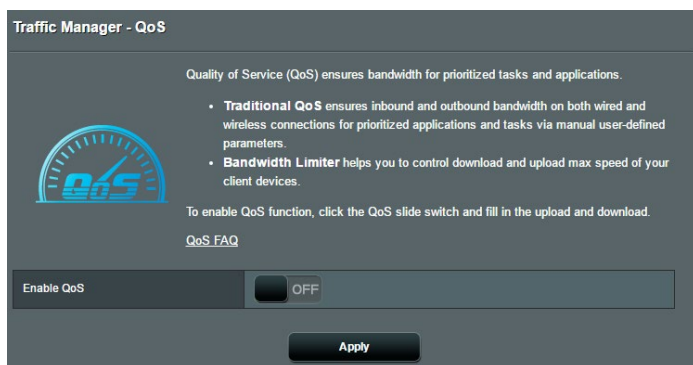 Traffic Manager - QoS
Quality of Service (QoS) ensures bandwidth for prioritized tasks and applications.
• Traditional QoS ensures inbound and outbound bandwidth on both wired and
wireless connections for prioritized applications and tasks via manual user-defined
parameters.
• Bandwidth Limiter helps you to control download and upload max speed of your
client devices.
QoS
To enable QoS function, click the QoS slide switch and fill in the upload and download.
QoS FAQ
Enable QoS
OFF
Apply